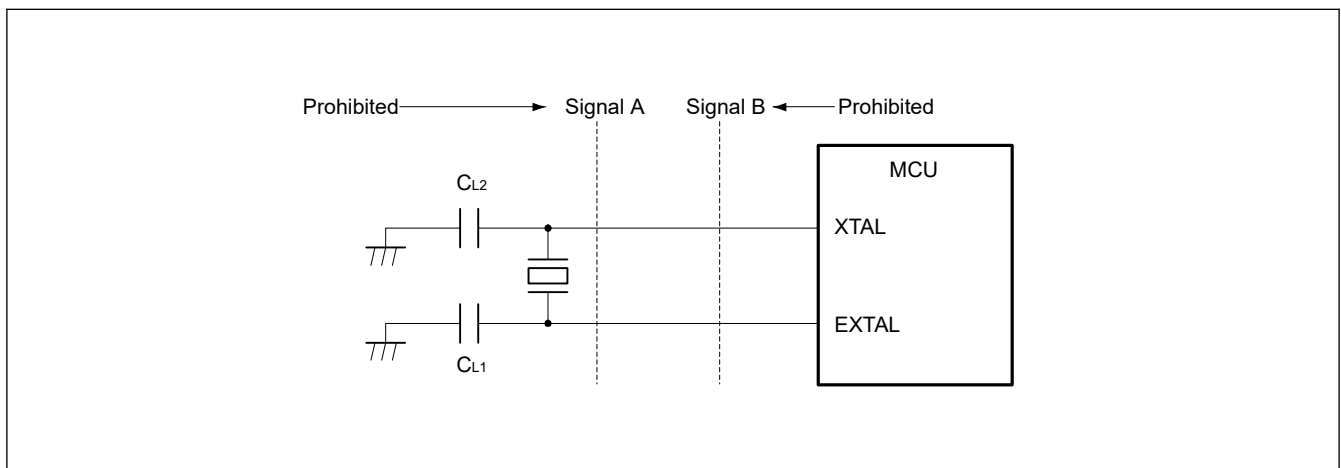 Prohibited Signal A Signal B Prohibited
MCU
CL2
XTAL
EXTAL
CL1